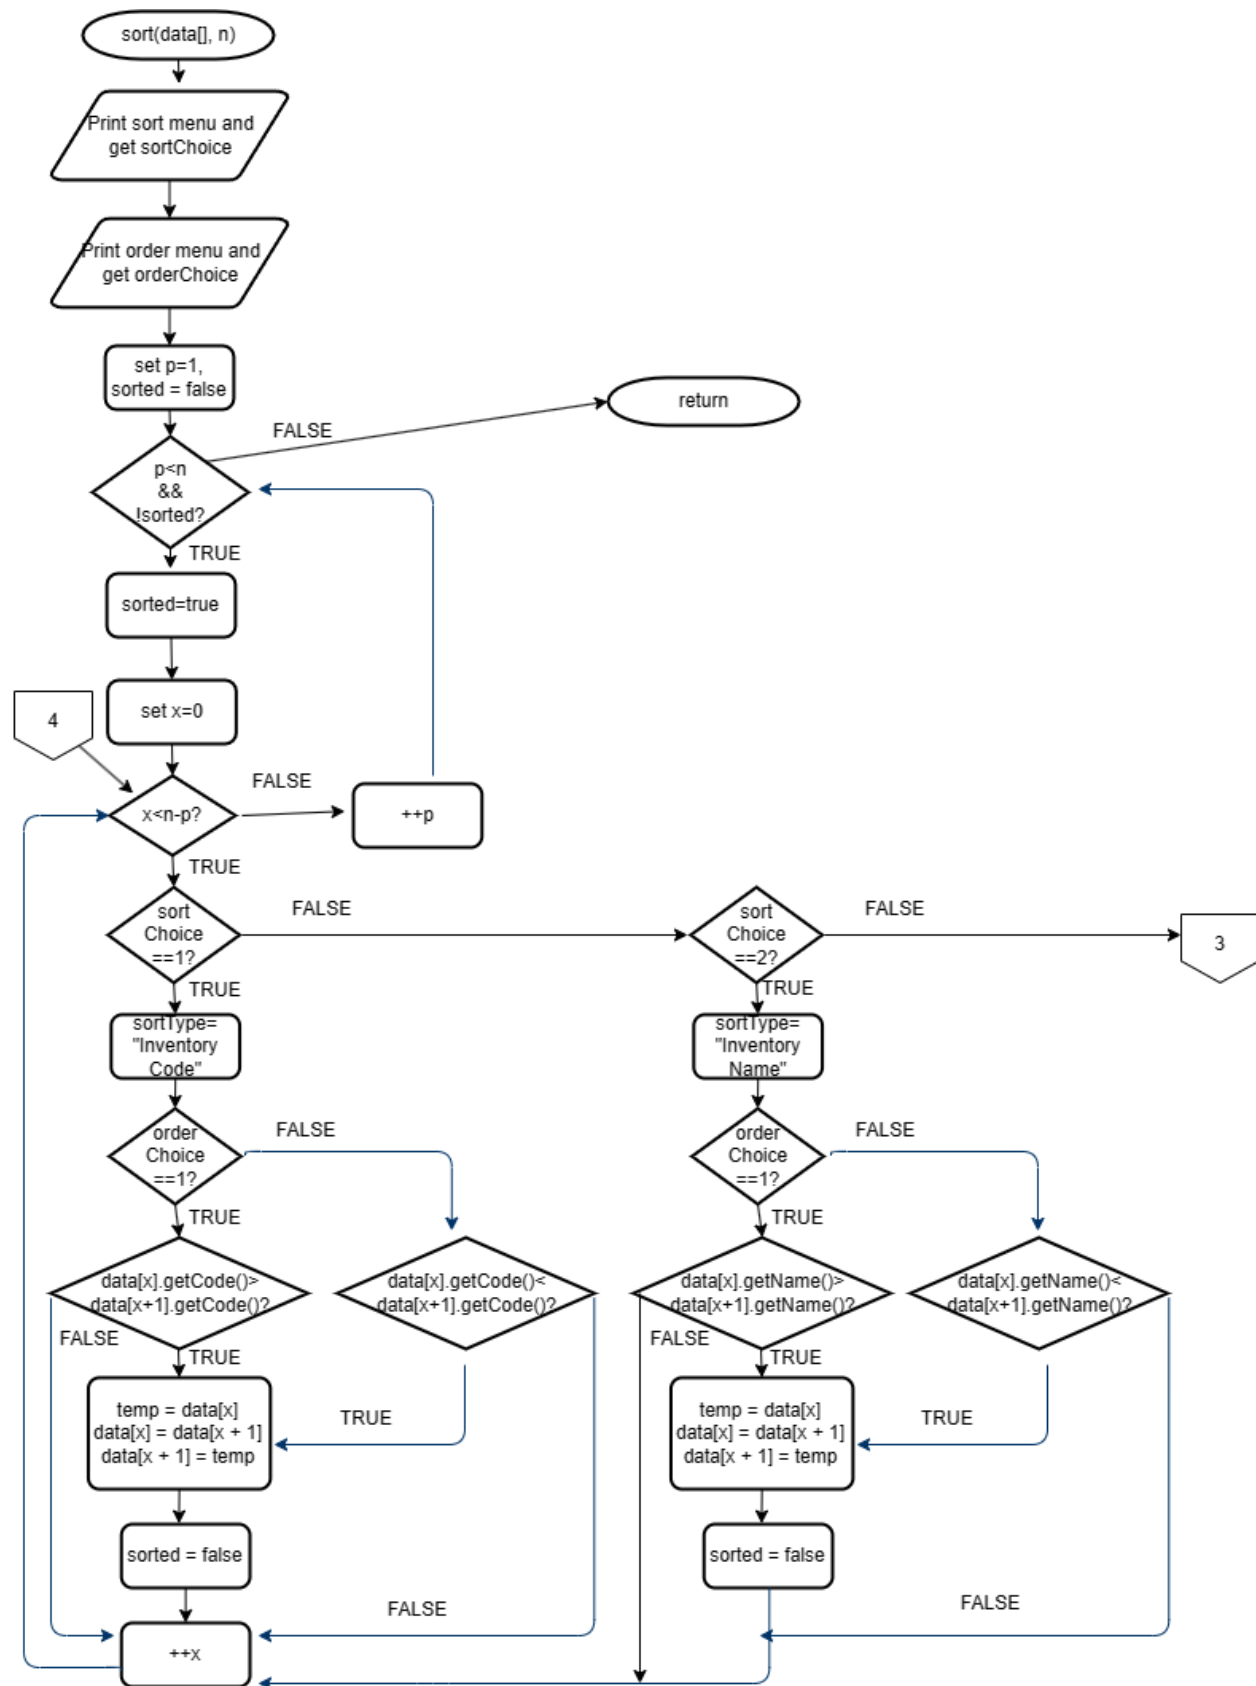 sort(data[], n)
Print sort menu and
get sortChoice
Print order menu and
get orderChoice
set p=1,
sorted = false
return
FALSE
p<n
&&
!sorted?
TRUE
sorted=true
set x=0
4
x<n-p?
FALSE
++p
TRUE
sort
Choice
==1?
FALSE
sort
Choice
==2?
FALSE
3
TRUE
TRUE
sortType=
"Inventory
Code"
sortType=
"Inventory
Name"
order
Choice
==1?
FALSE
order
Choice
==1?
FALSE
TRUE
TRUE
data[x].getCode()>
data[x+1].getCode()?
data[x].getCode()<
data[x+1].getCode()?
data[x].getName()>
data[x+1].getName()?
data[x].getName()<
data[x+1].getName()?
FALSE
TRUE
FALSE
TRUE
temp = data[x]
data[x] = data[x + 1]
data[x + 1] = temp
TRUE
temp = data[x]
data[x] = data[x + 1]
data[x + 1] = temp
TRUE
sorted = false
sorted = false
FALSE
FALSE
++x